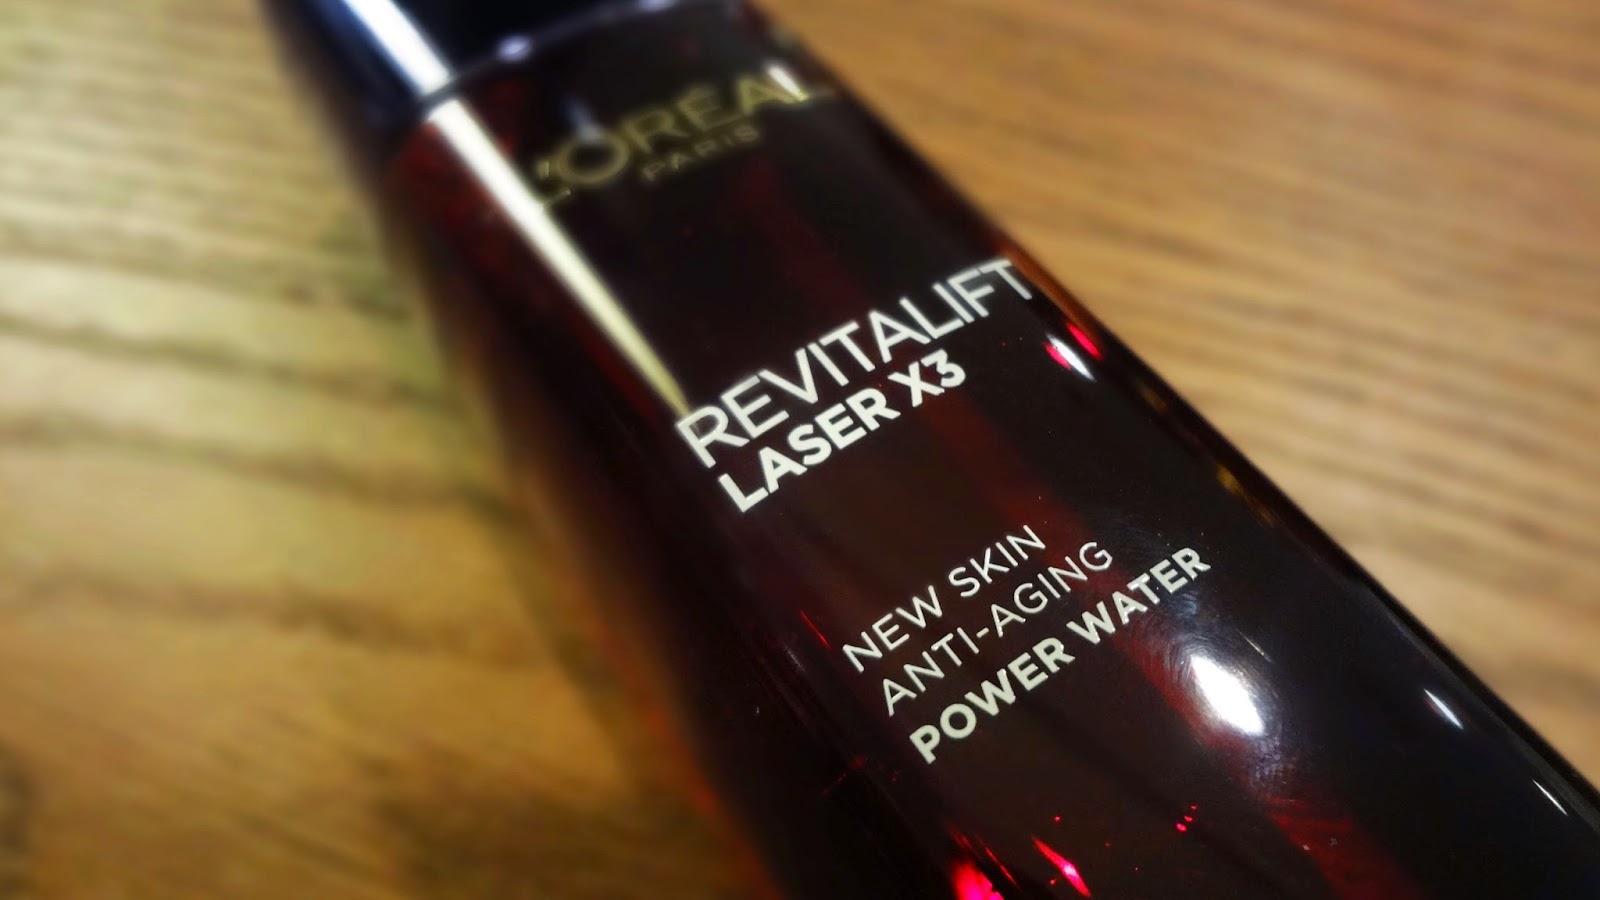 L'ORÉAL
PARIS
REVITALIFT
LASER X3
NEW SKIN
ANTI-AGING
POWER WATER